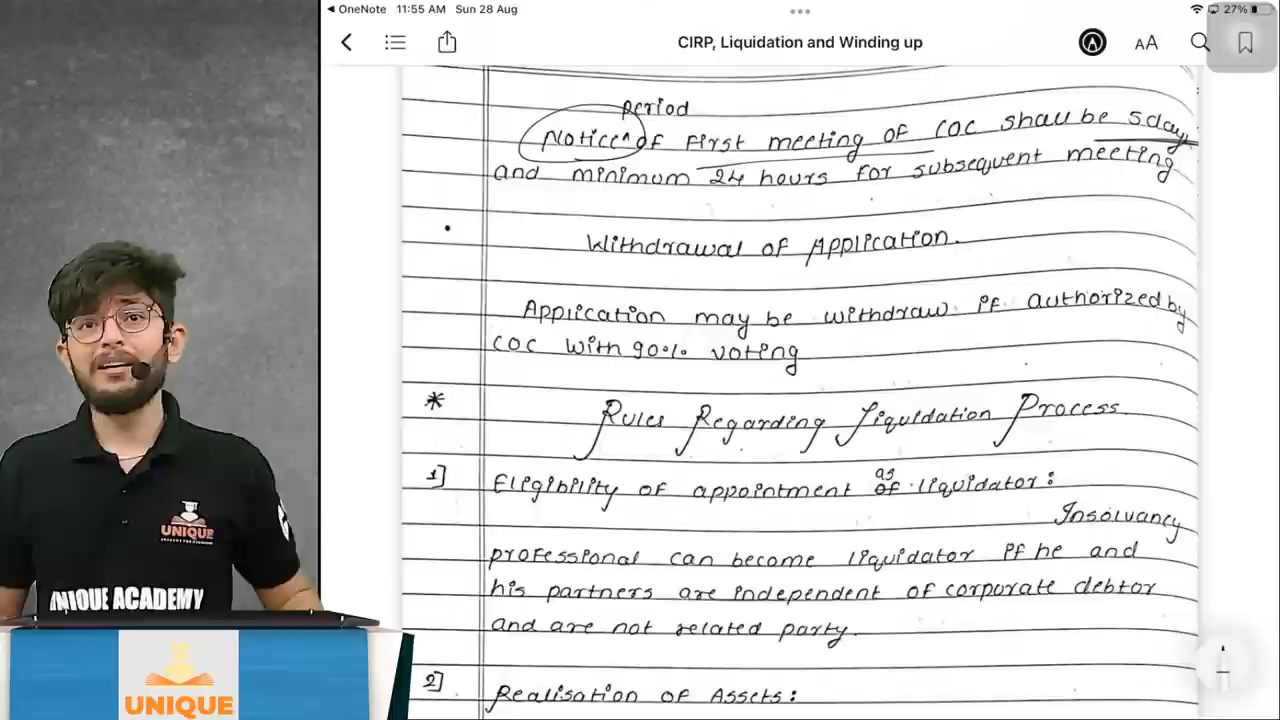 OneNote 11:55 AM Sun 28 Aug
27%
CIRP, Liquidation and Winding up
AA
period
Notice^ of first meeting of COC shall be 5 days
and minimum 24 hours for subsequent meeting
Withdrawal of Application.
Application may be withdraw if authorized by
COC with 90% voting
* Rules Regarding Liquidation Process
as
1] Eligibility of appointment of liquidator:
Insolvancy
professional can become liquidator if he and
his partners are independent of corporate debtor
and are not related party.
2] Realisation of Assets:
UNIQUE
UNIQUE ACADEMY
UNIQUE